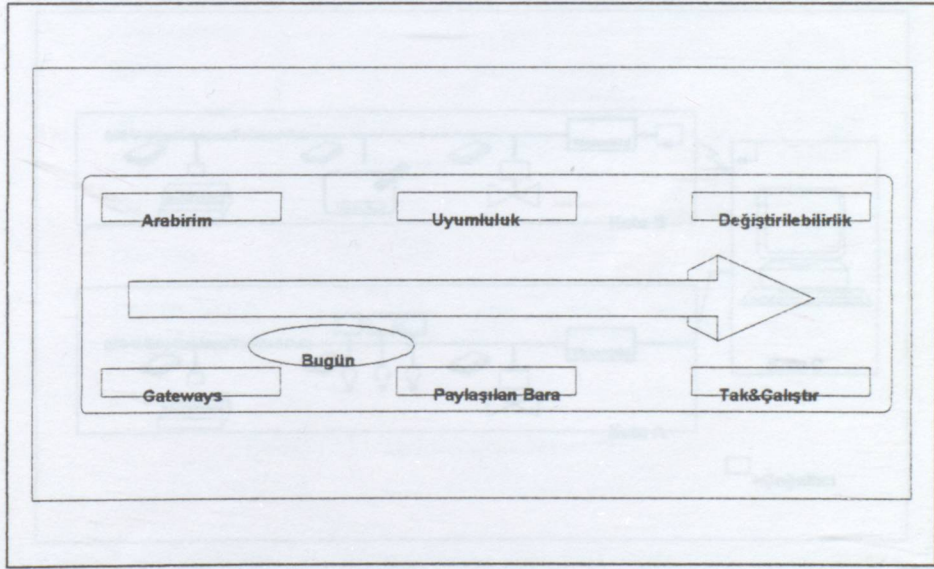 Arabirim
Uyumluluk
Değiştirilebilirlik
Bugün
Gateways
Paylaşılan Bara
Tak&Çalıştır